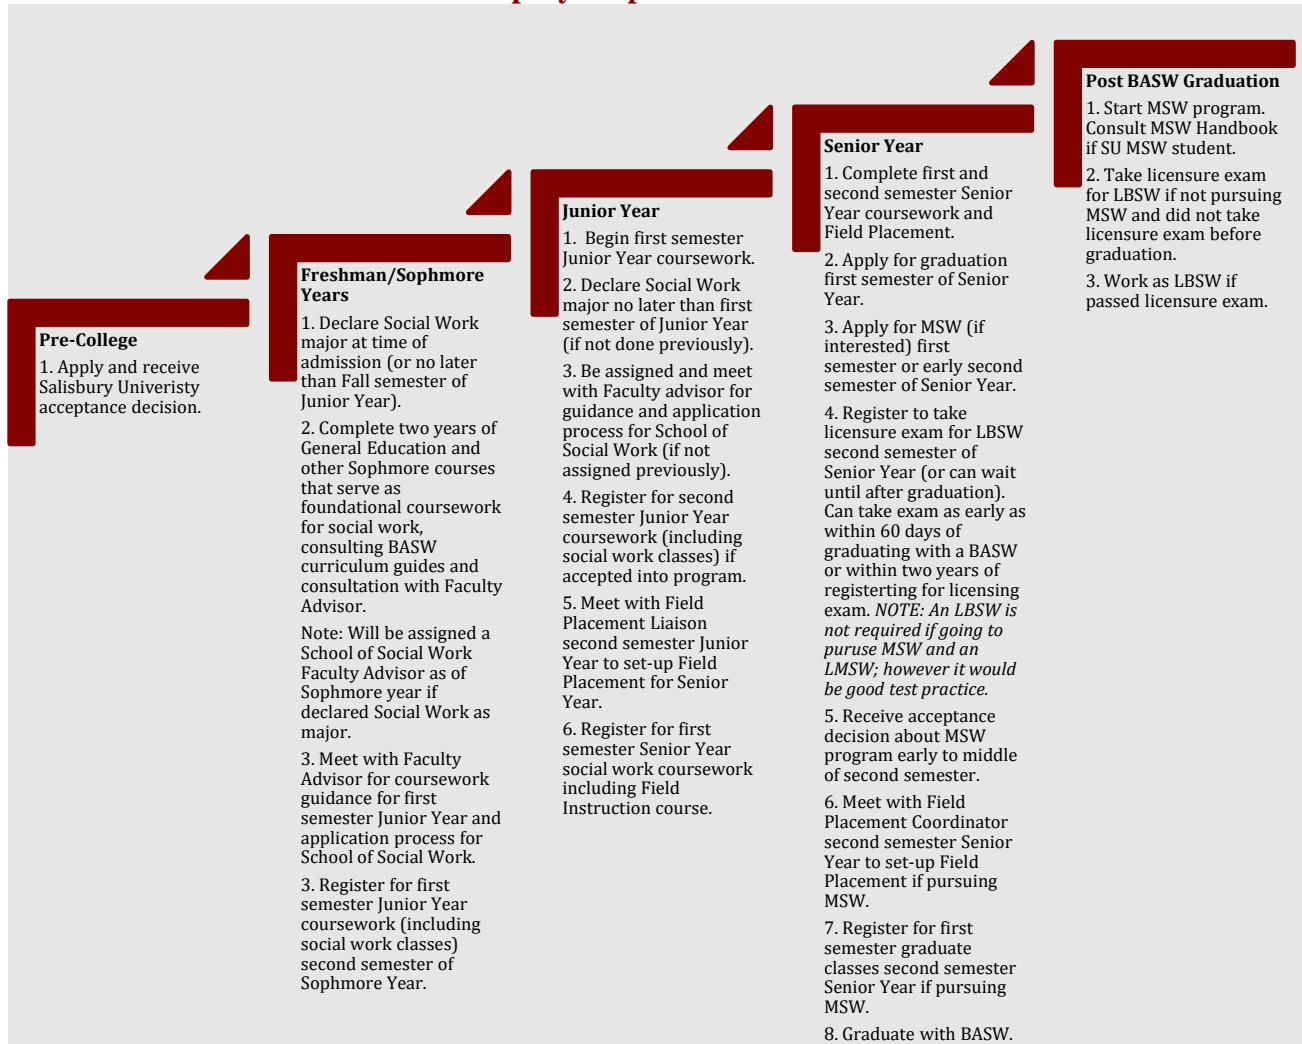 Pre-College
1. Apply and receive
Salisbury Univeristy
acceptance decision.
Freshman/Sophmore
Years
1. Declare Social Work
major at time of
admission (or no later
than Fall semester of
Junior Year).
2. Complete two years of
General Education and
other Sophmore courses
that serve as
foundational coursework
for social work,
consulting BASW
curriculum guides and
consultation with Faculty
Advisor.
Note: Will be assigned a
School of Social Work
Faculty Advisor as of
Sophmore year if
declared Social Work as
major.
3. Meet with Faculty
Advisor for coursework
guidance for first
semester Junior Year and
application process for
School of Social Work.
3. Register for first
semester Junior Year
coursework (including
social work classes)
second semester of
Sophmore Year.
Junior Year
1. Begin first semester
Junior Year coursework.
2. Declare Social Work
major no later than first
semester of Junior Year
(if not done previously).
3. Be assigned and meet
with Faculty advisor for
guidance and application
process for School of
Social Work (if not
assigned previously).
4. Register for second
semester Junior Year
coursework (including
social work classes) if
accepted into program.
5. Meet with Field
Placement Liaison
second semester Junior
Year to set-up Field
Placement for Senior
Year.
6. Register for first
semester Senior Year
social work coursework
including Field
Instruction course.
Senior Year
1. Complete first and
second semester Senior
Year coursework and
Field Placement.
2. Apply for graduation
first semester of Senior
Year.
3. Apply for MSW (if
interested) first
semester or early second
semester of Senior Year.
4. Register to take
licensure exam for LBSW
second semester of
Senior Year (or can wait
until after graduation).
Can take exam as early as
within 60 days of
graduating with a BASW
or within two years of
registerting for licensing
exam. NOTE: An LBSW is
not required if going to
puruse MSW and an
LMSW; however it would
be good test practice.
5. Receive acceptance
decision about MSW
program early to middle
of second semester.
6. Meet with Field
Placement Coordinator
second semester Senior
Year to set-up Field
Placement if pursuing
MSW.
7. Register for first
semester graduate
classes second semester
Senior Year if pursuing
MSW.
8. Graduate with BASW.
Post BASW Graduation
1. Start MSW program.
Consult MSW Handbook
if SU MSW student.
2. Take licensure exam
for LBSW if not pursuing
MSW and did not take
licensure exam before
graduation.
3. Work as LBSW if
passed licensure exam.